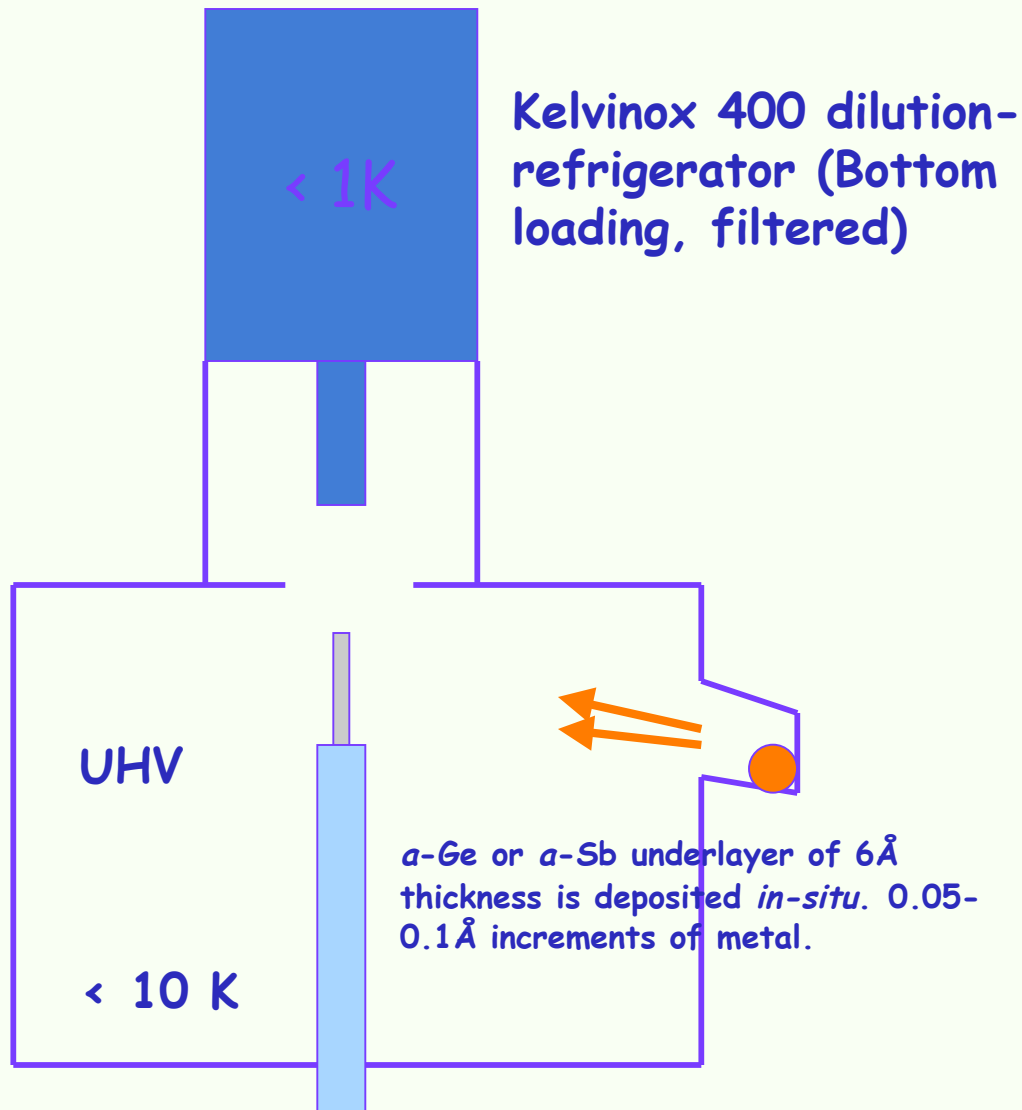 < 1K
Kelvinox 400 dilution-
refrigerator (Bottom
loading, filtered)
UHV
a-Ge or a-Sb underlayer of 6Å
thickness is deposited in-situ. 0.05-
0.1Å increments of metal.
< 10 K